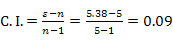 C. I. = ε−n / n−1 = 5.38−5 / 5−1 = 0.09